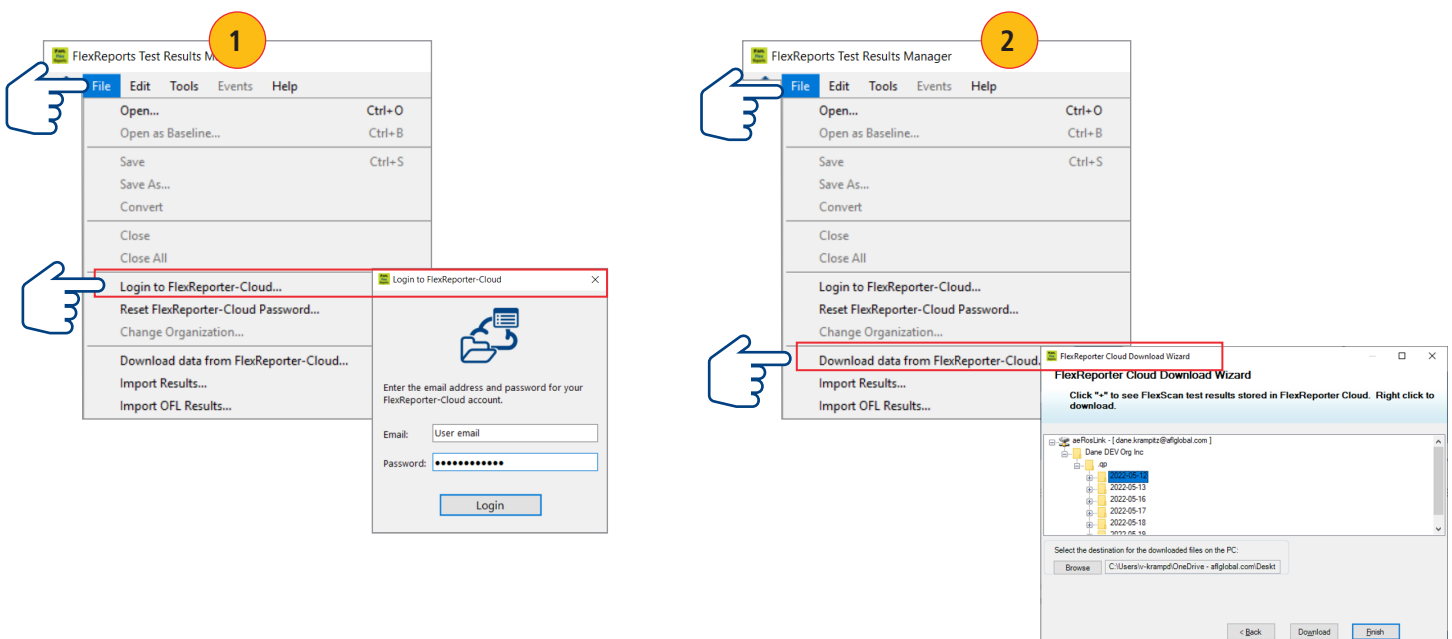 1
FlexReports Test Results M
File Edit Tools Events Help
Open... Ctrl+O
Open as Baseline... Ctrl+B
Save Ctrl+S
Save As...
Convert
Close
Close All
Login to FlexReporter-Cloud...
Reset FlexReporter-Cloud Password...
Change Organization...
Download data from FlexReporter-Cloud...
Import Results...
Import OFL Results...
Login to FlexReporter-Cloud
Enter the email address and password for your
FlexReporter-Cloud account.
Email: User email
Password: ●●●●●●●●●●●●
Login
2
FlexReports Test Results Manager
File Edit Tools Events Help
Open... Ctrl+O
Open as Baseline... Ctrl+B
Save Ctrl+S
Save As...
Convert
Close
Close All
Login to FlexReporter-Cloud...
Reset FlexReporter-Cloud Password...
Change Organization...
Download data from FlexReporter-Cloud.
Import Results...
Import OFL Results...
FlexReporter Cloud Download Wizard
FlexReporter Cloud Download Wizard
Click "+" to see FlexScan test results stored in FlexReporter Cloud. Right click to
download.
aeRosLink - [ dane.krampitz@aflglobal.com ]
Dane DEV Org Inc
.qp
2022-05-12
2022-05-13
2022-05-16
2022-05-17
2022-05-18
2022-05-19
Select the destination for the downloaded files on the PC:
Browse C:\Users\v-krampd\OneDrive - aflglobal.com\Deskt
< Back Download Finish